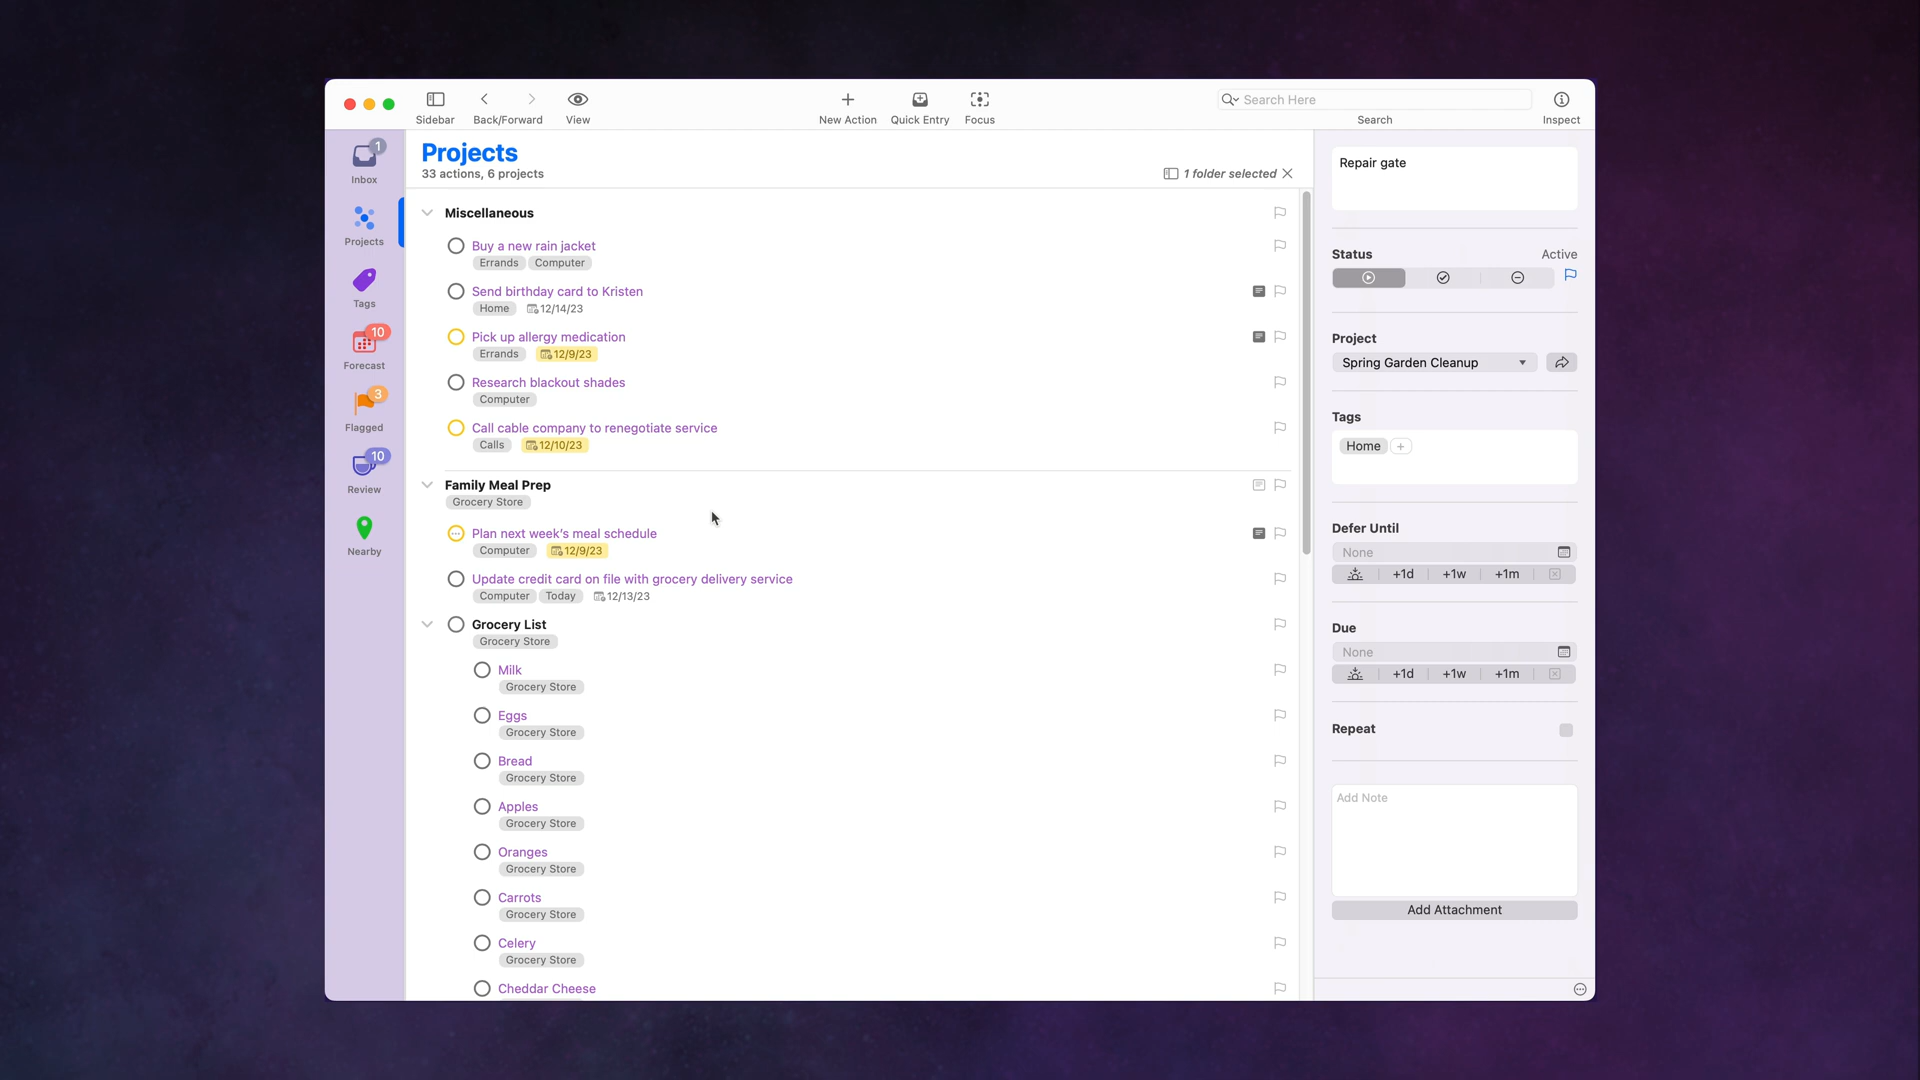 Sidebar
Back/Forward
View
New Action
Quick Entry
Focus
Search Here
Search
Inspect
1
Inbox
Projects
Tags
10
Forecast
3
Flagged
10
Review
Nearby
Projects
33 actions, 6 projects
1 folder selected
Miscellaneous
Buy a new rain jacket
Errands Computer
Send birthday card to Kristen
Home 12/14/23
Pick up allergy medication
Errands 12/9/23
Research blackout shades
Computer
Call cable company to renegotiate service
Calls 12/10/23
Family Meal Prep
Grocery Store
Plan next week’s meal schedule
Computer 12/9/23
Update credit card on file with grocery delivery service
Computer Today 12/13/23
Grocery List
Grocery Store
Milk
Grocery Store
Eggs
Grocery Store
Bread
Grocery Store
Apples
Grocery Store
Oranges
Grocery Store
Carrots
Grocery Store
Celery
Grocery Store
Cheddar Cheese
Repair gate
Status Active
Project
Spring Garden Cleanup
Tags
Home +
Defer Until
None
+1d +1w +1m
Due
None
+1d +1w +1m
Repeat
Add Note
Add Attachment